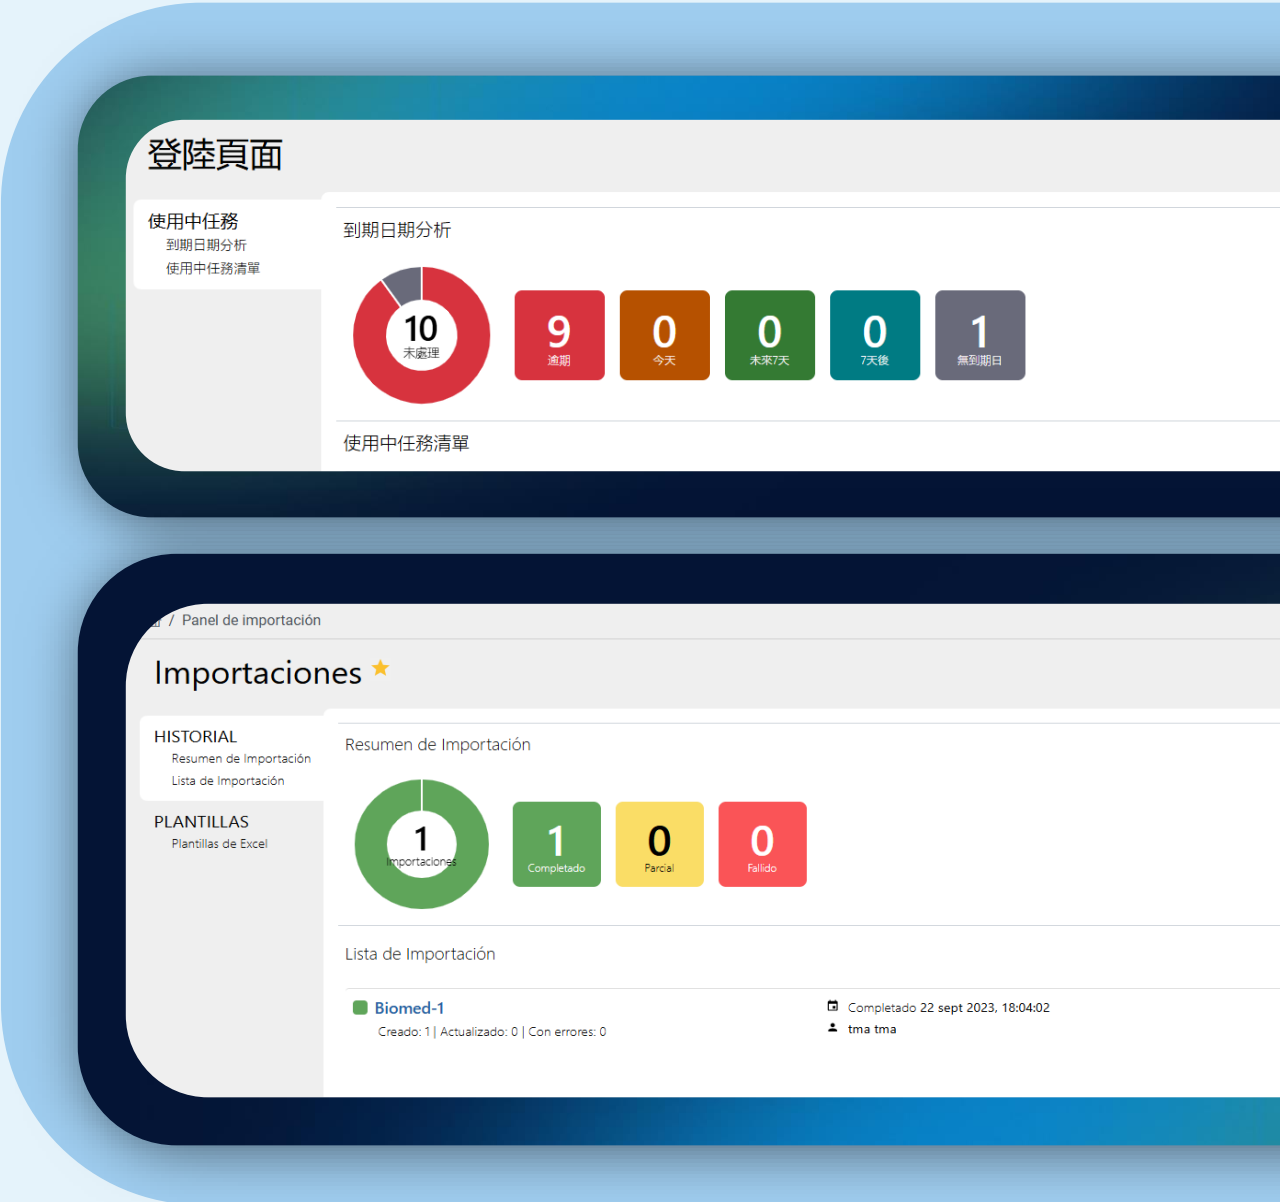 登陸頁面
使用中任務
到期日期分析
使用中任務清單
到期日期分析
10
未處理
9
逾期
0
今天
0
未來7天
0
7天後
1
無到期日
使用中任務清單
/ Panel de importación
Importaciones
HISTORIAL
Resumen de Importación
Lista de Importación
PLANTILLAS
Plantillas de Excel
Resumen de Importación
1
Importaciones
1
Completado
0
Parcial
0
Fallido
Lista de Importación
Biomed-1
Creado: 1 | Actualizado: 0 | Con errores: 0
Completado 22 sept 2023, 18:04:02
tma tma